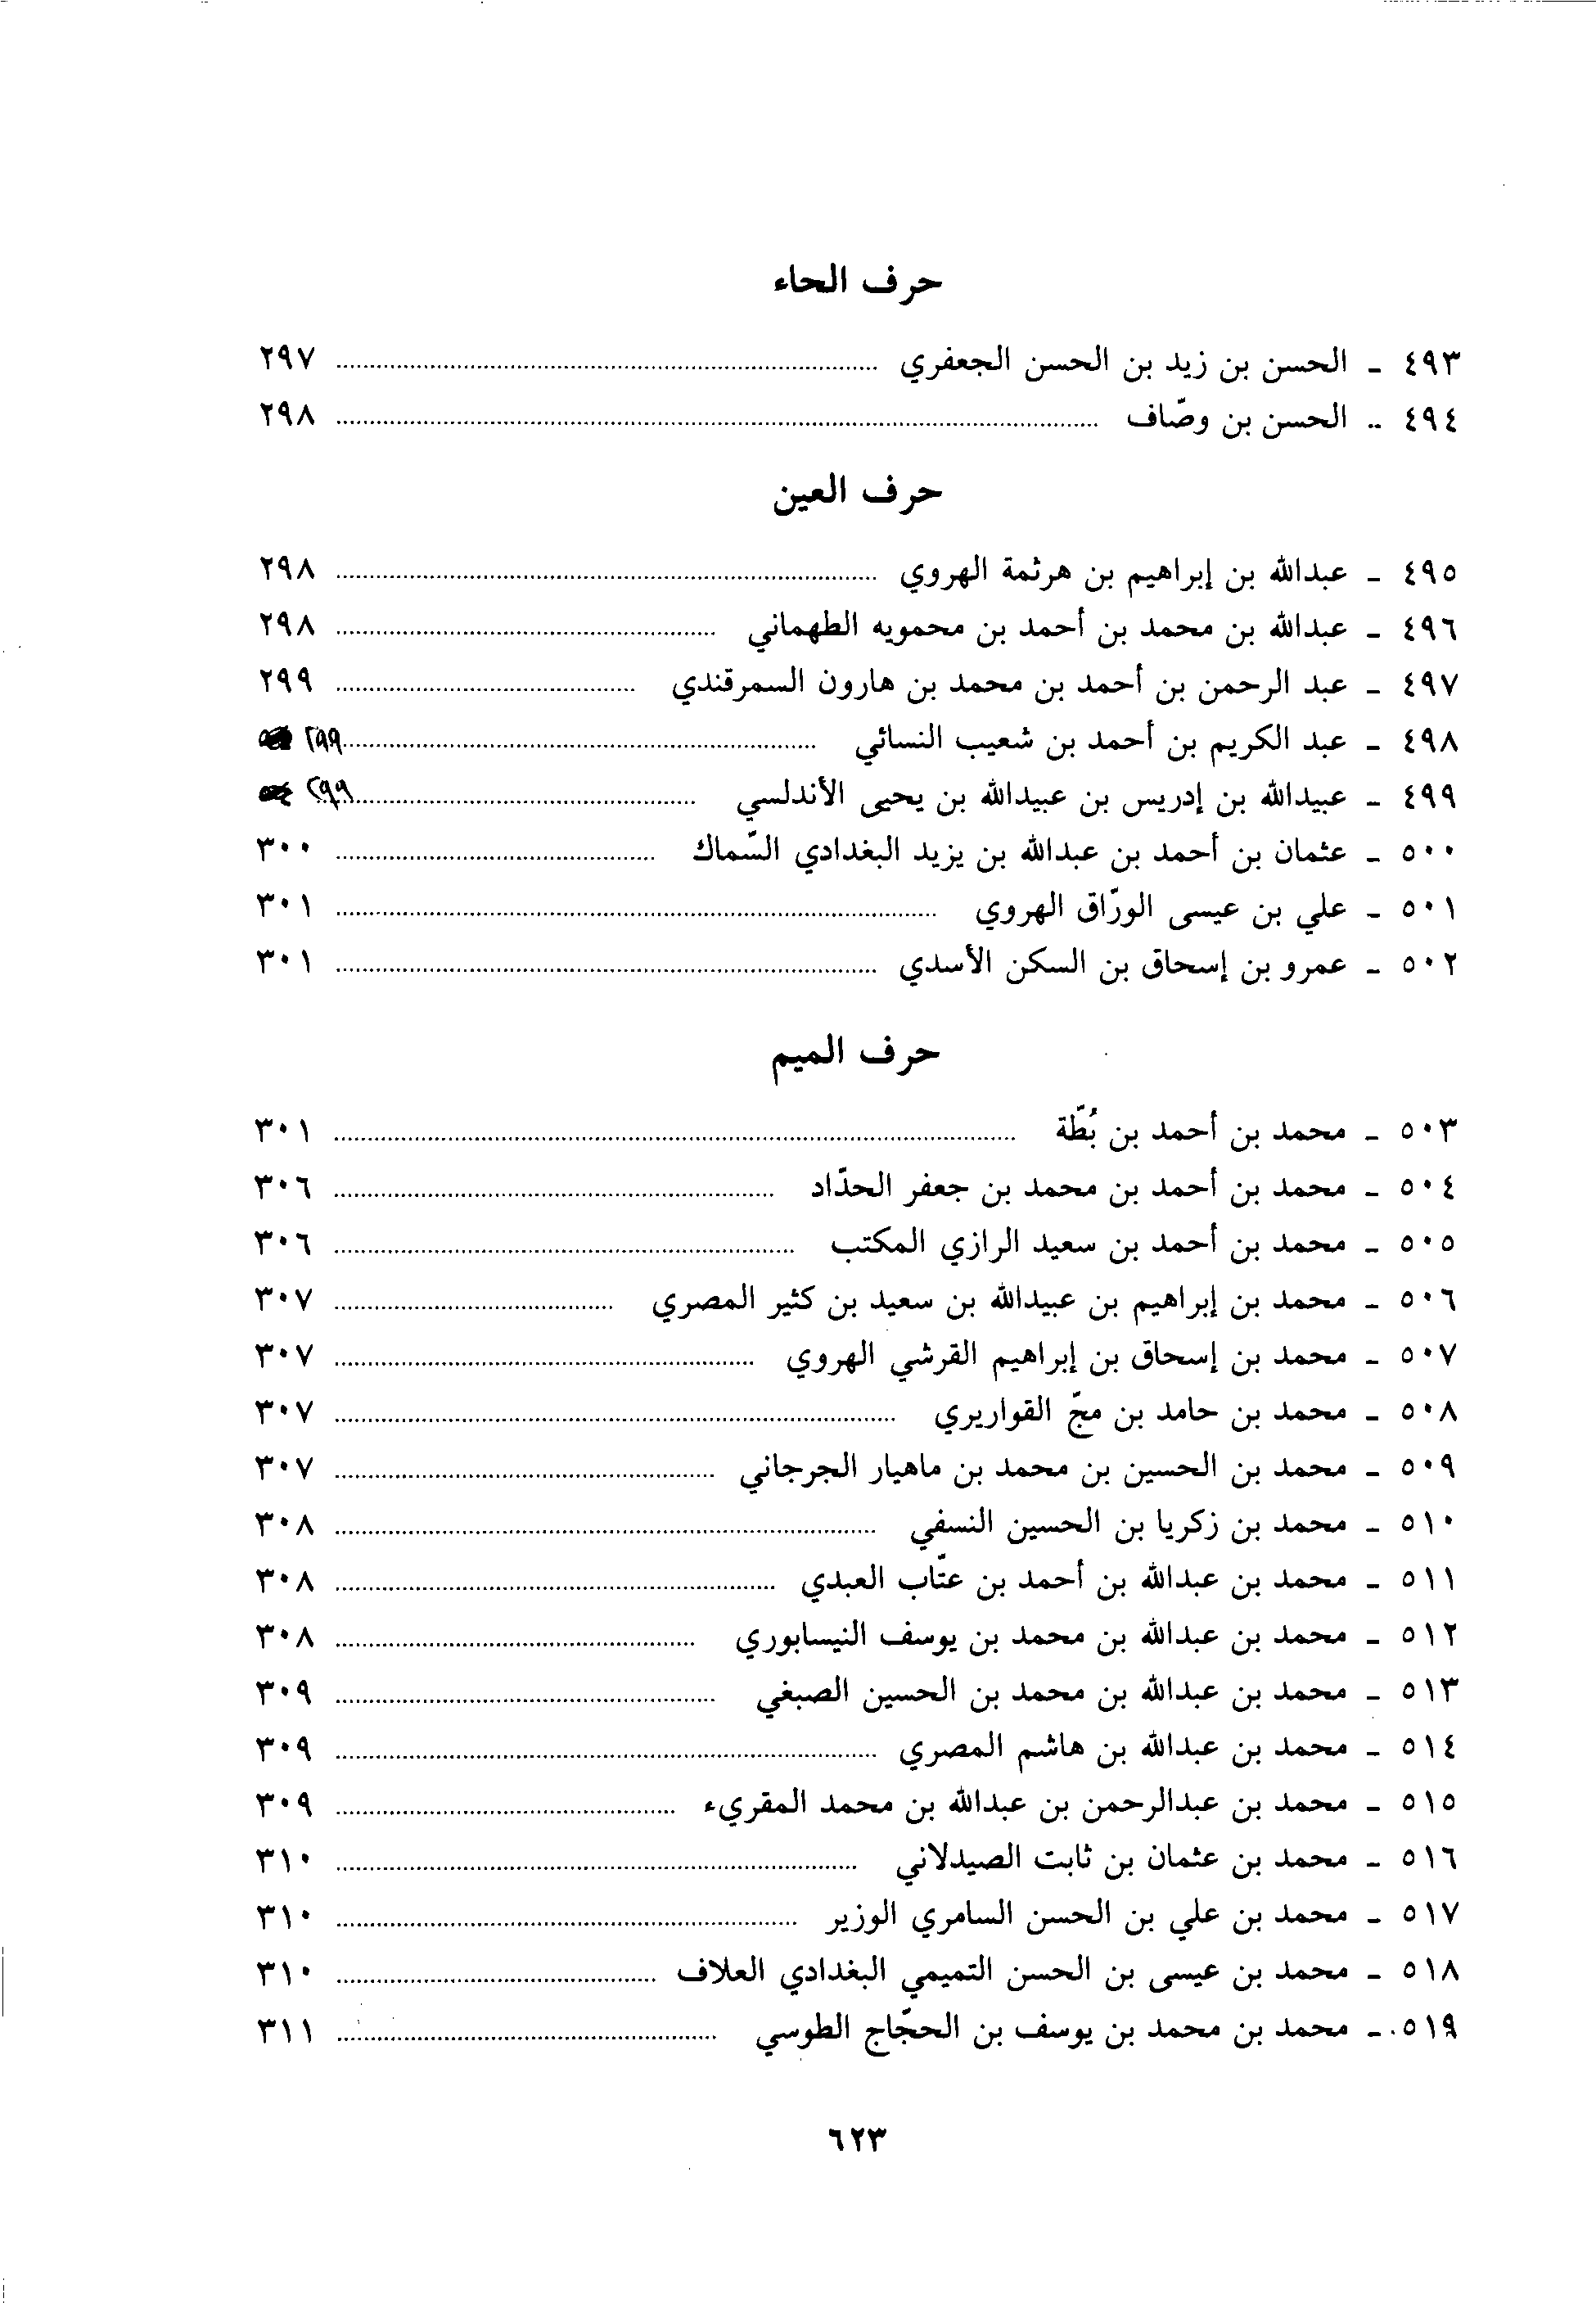 حرف الحاء
٤٩٣ - الحسن بن زيد بن الحسن الجعفري ........ ٢٩٧
٤٩٤ .. الحسن بن وصّاف ........ ٢٩٨
حرف العين
٤٩٥ - عبدالله بن إبراهيم بن هرثمة الهروي ........ ٢٩٨
٤٩٦ - عبدالله بن محمد بن أحمد بن محمويه الطهماني ........ ٢٩٨
٤٩٧ - عبد الرحمن بن أحمد بن محمد بن هارون السمرقندي ........ ٢٩٩
٤٩٨ - عبد الكريم بن أحمد بن شعيب النسائي ........ ٢٩٩
٤٩٩ - عبيدالله بن إدريس بن عبيدالله بن يحيى الأندلسي ........ ٢٩٩
٥٠٠ - عثمان بن أحمد بن عبدالله بن يزيد البغدادي السّماك ........ ٣٠٠
٥٠١ - علي بن عيسى الورّاق الهروي ........ ٣٠١
٥٠٢ - عمرو بن إسحاق بن السكن الأسدي ........ ٣٠١
حرف الميم
٥٠٣ - محمد بن أحمد بن بُطّة ........ ٣٠١
٥٠٤ - محمد بن أحمد بن محمد بن جعفر الحدّاد ........ ٣٠٦
٥٠٥ - محمد بن أحمد بن سعيد الرازي المكتب ........ ٣٠٦
٥٠٦ - محمد بن إبراهيم بن عبيدالله بن سعيد بن كثير المصري ........ ٣٠٧
٥٠٧ - محمد بن إسحاق بن إبراهيم القرشي الهروي ........ ٣٠٧
٥٠٨ - محمد بن حامد بن مجّ القواريري ........ ٣٠٧
٥٠٩ - محمد بن الحسين بن محمد بن ماهيار الجرجاني ........ ٣٠٧
٥١٠ - محمد بن زكريا بن الحسين النسفي ........ ٣٠٨
٥١١ - محمد بن عبدالله بن أحمد بن عتّاب العبدي ........ ٣٠٨
٥١٢ - محمد بن عبدالله بن محمد بن يوسف النيسابوري ........ ٣٠٨
٥١٣ - محمد بن عبدالله بن محمد بن الحسين الصبغي ........ ٣٠٩
٥١٤ - محمد بن عبدالله بن هاشم المصري ........ ٣٠٩
٥١٥ - محمد بن عبدالرحمن بن عبدالله بن محمد المقريء ........ ٣٠٩
٥١٦ - محمد بن عثمان بن ثابت الصيدلاني ........ ٣١٠
٥١٧ - محمد بن علي بن الحسن السامري الوزير ........ ٣١٠
٥١٨ - محمد بن عيسى بن الحسن التميمي البغدادي العلاف ........ ٣١٠
٥١٩ - محمد بن محمد بن يوسف بن الحجّاج الطوسي ........ ٣١١
٦٢٣